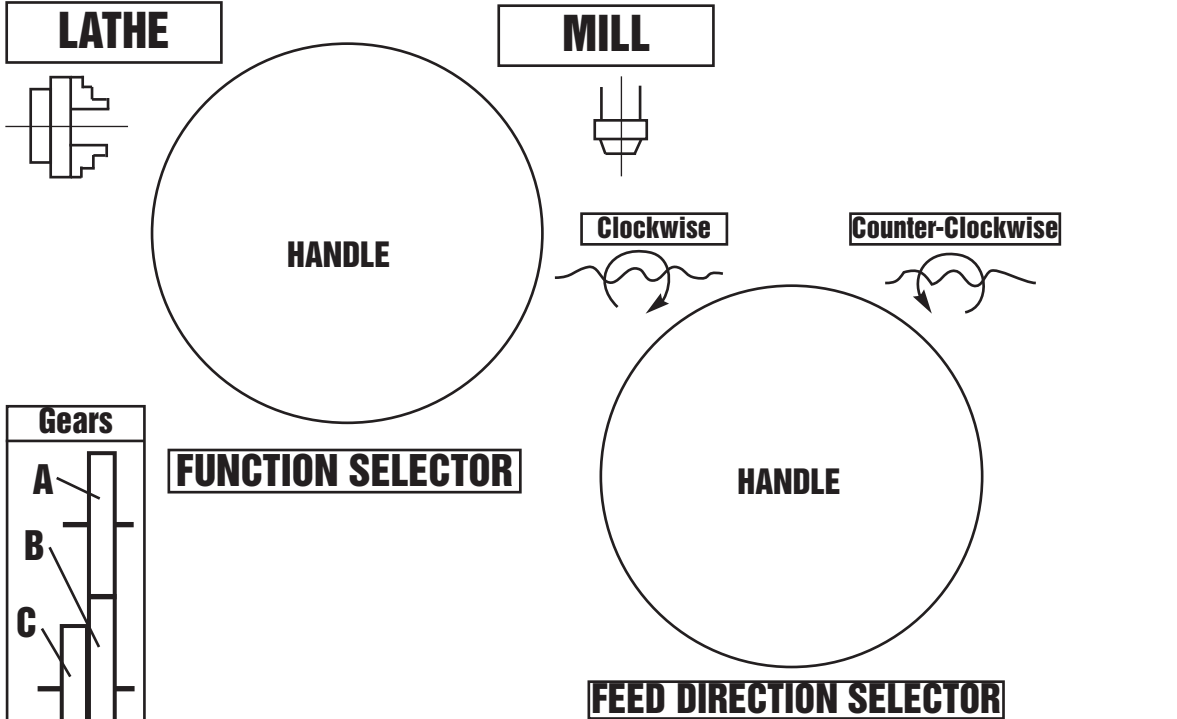 LATHE
MILL
HANDLE
Clockwise
Counter-Clockwise
FUNCTION SELECTOR
Gears
A
B
C
HANDLE
FEED DIRECTION SELECTOR